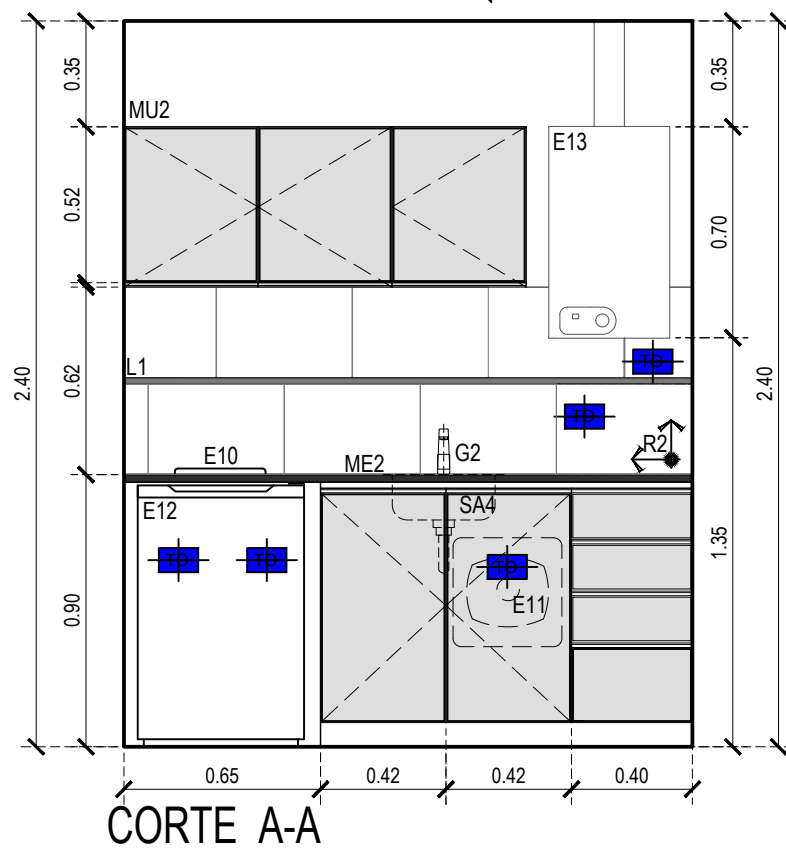 0.35
0.35
MU2
E13
0.52
0.70
2.40
0.62
2.40
L1
TD
TD
R2
E10
ME2
G2
E12
SA4
TD
TD
TD
1.35
E11
0.90
0.65
0.42
0.42
0.40
CORTE A-A